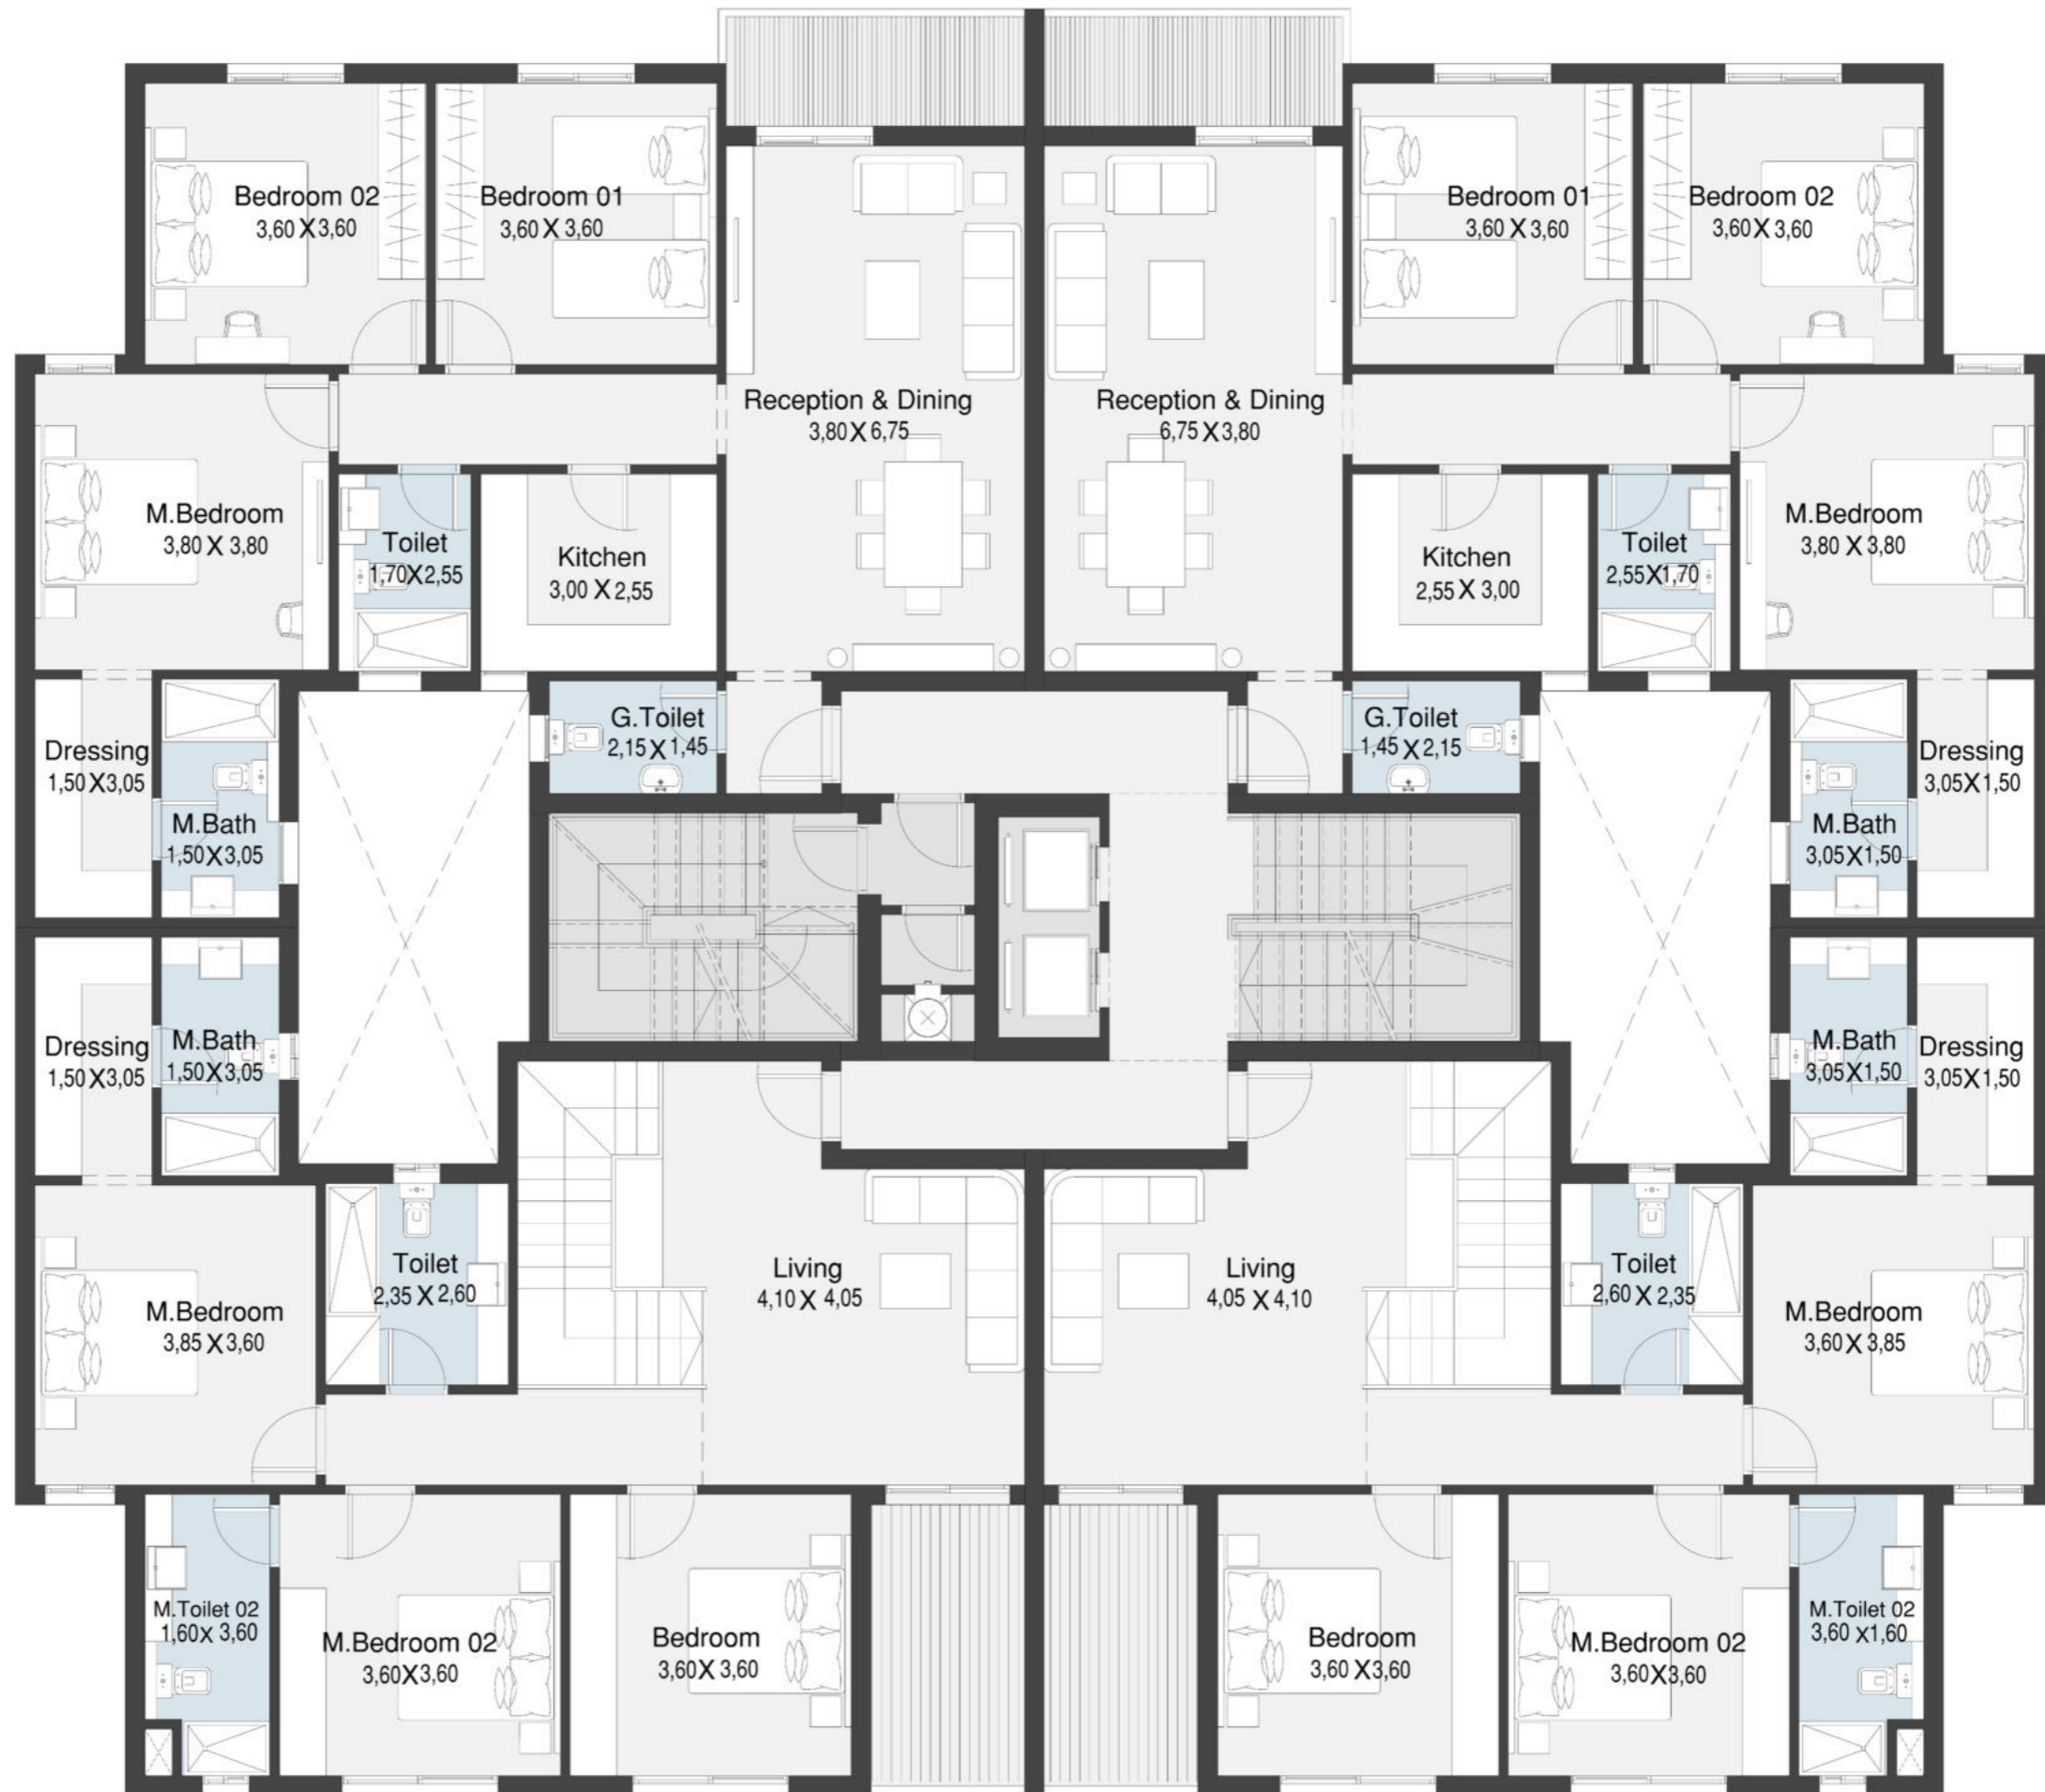 Bedroom 02
3,60 X 3,60
Bedroom 01
3,60 X 3,60
Bedroom 01
3,60 X 3,60
Bedroom 02
3,60 X 3,60
Reception & Dining
3,80 X 6,75
Reception & Dining
6,75 X 3,80
M.Bedroom
3,80 X 3,80
Toilet
1,70 X 2,55
Kitchen
3,00 X 2,55
Kitchen
2,55 X 3,00
Toilet
2,55 X 1,70
M.Bedroom
3,80 X 3,80
G.Toilet
2,15 X 1,45
G.Toilet
1,45 X 2,15
Dressing
1,50 X 3,05
M.Bath
1,50 X 3,05
M.Bath
3,05 X 1,50
Dressing
3,05 X 1,50
Dressing
1,50 X 3,05
M.Bath
1,50 X 3,05
M.Bath
3,05 X 1,50
Dressing
3,05 X 1,50
M.Bedroom
3,85 X 3,60
Toilet
2,35 X 2,60
Living
4,10 X 4,05
Living
4,05 X 4,10
Toilet
2,60 X 2,35
M.Bedroom
3,60 X 3,85
M.Toilet 02
1,60 X 3,60
M.Bedroom 02
3,60 X 3,60
Bedroom
3,60 X 3,60
Bedroom
3,60 X 3,60
M.Bedroom 02
3,60 X 3,60
M.Toilet 02
3,60 X 1,60